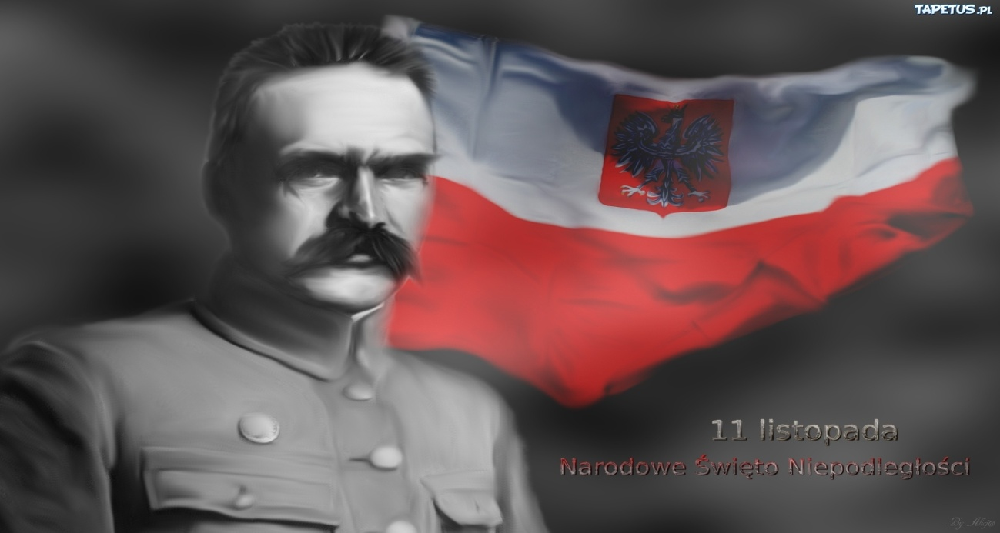 TAPETUS.PL
11 listopada
Narodowe Święto Niepodległości